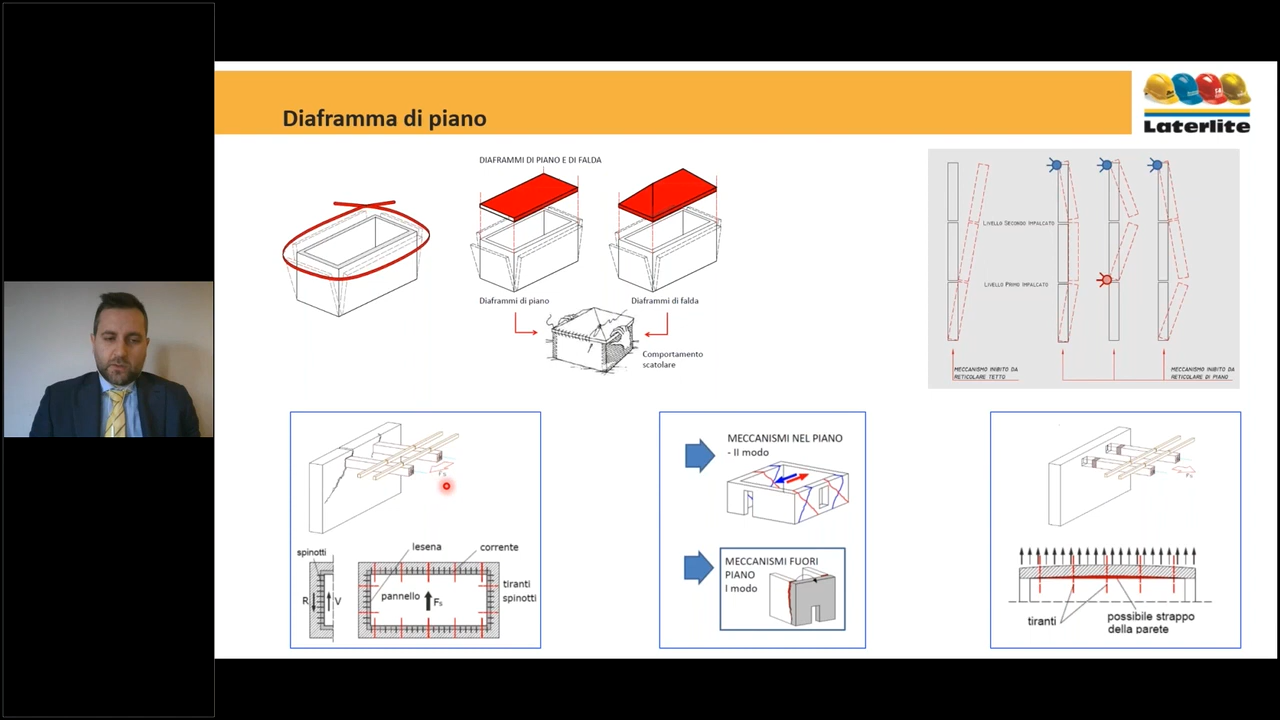 Diaframma di piano
Laterlite
DIAFRAMMI DI PIANO E DI FALDA
Diaframmi di piano
Diaframmi di falda
Comportamento
scatolare
LIVELLO SECONDO IMPALCATO
LIVELLO PRIMO IMPALCATO
MECCANISMO INIBITO DA
RETICOLARE TETTO
MECCANISMO INIBITO DA
RETICOLARE DI PIANO
Fs
spinotti
R
V
lesena
corrente
pannello
Fs
tiranti
spinotti
MECCANISMI NEL PIANO
- II modo
MECCANISMI FUORI
PIANO
I modo
Fs
tiranti
possibile strappo
della parete